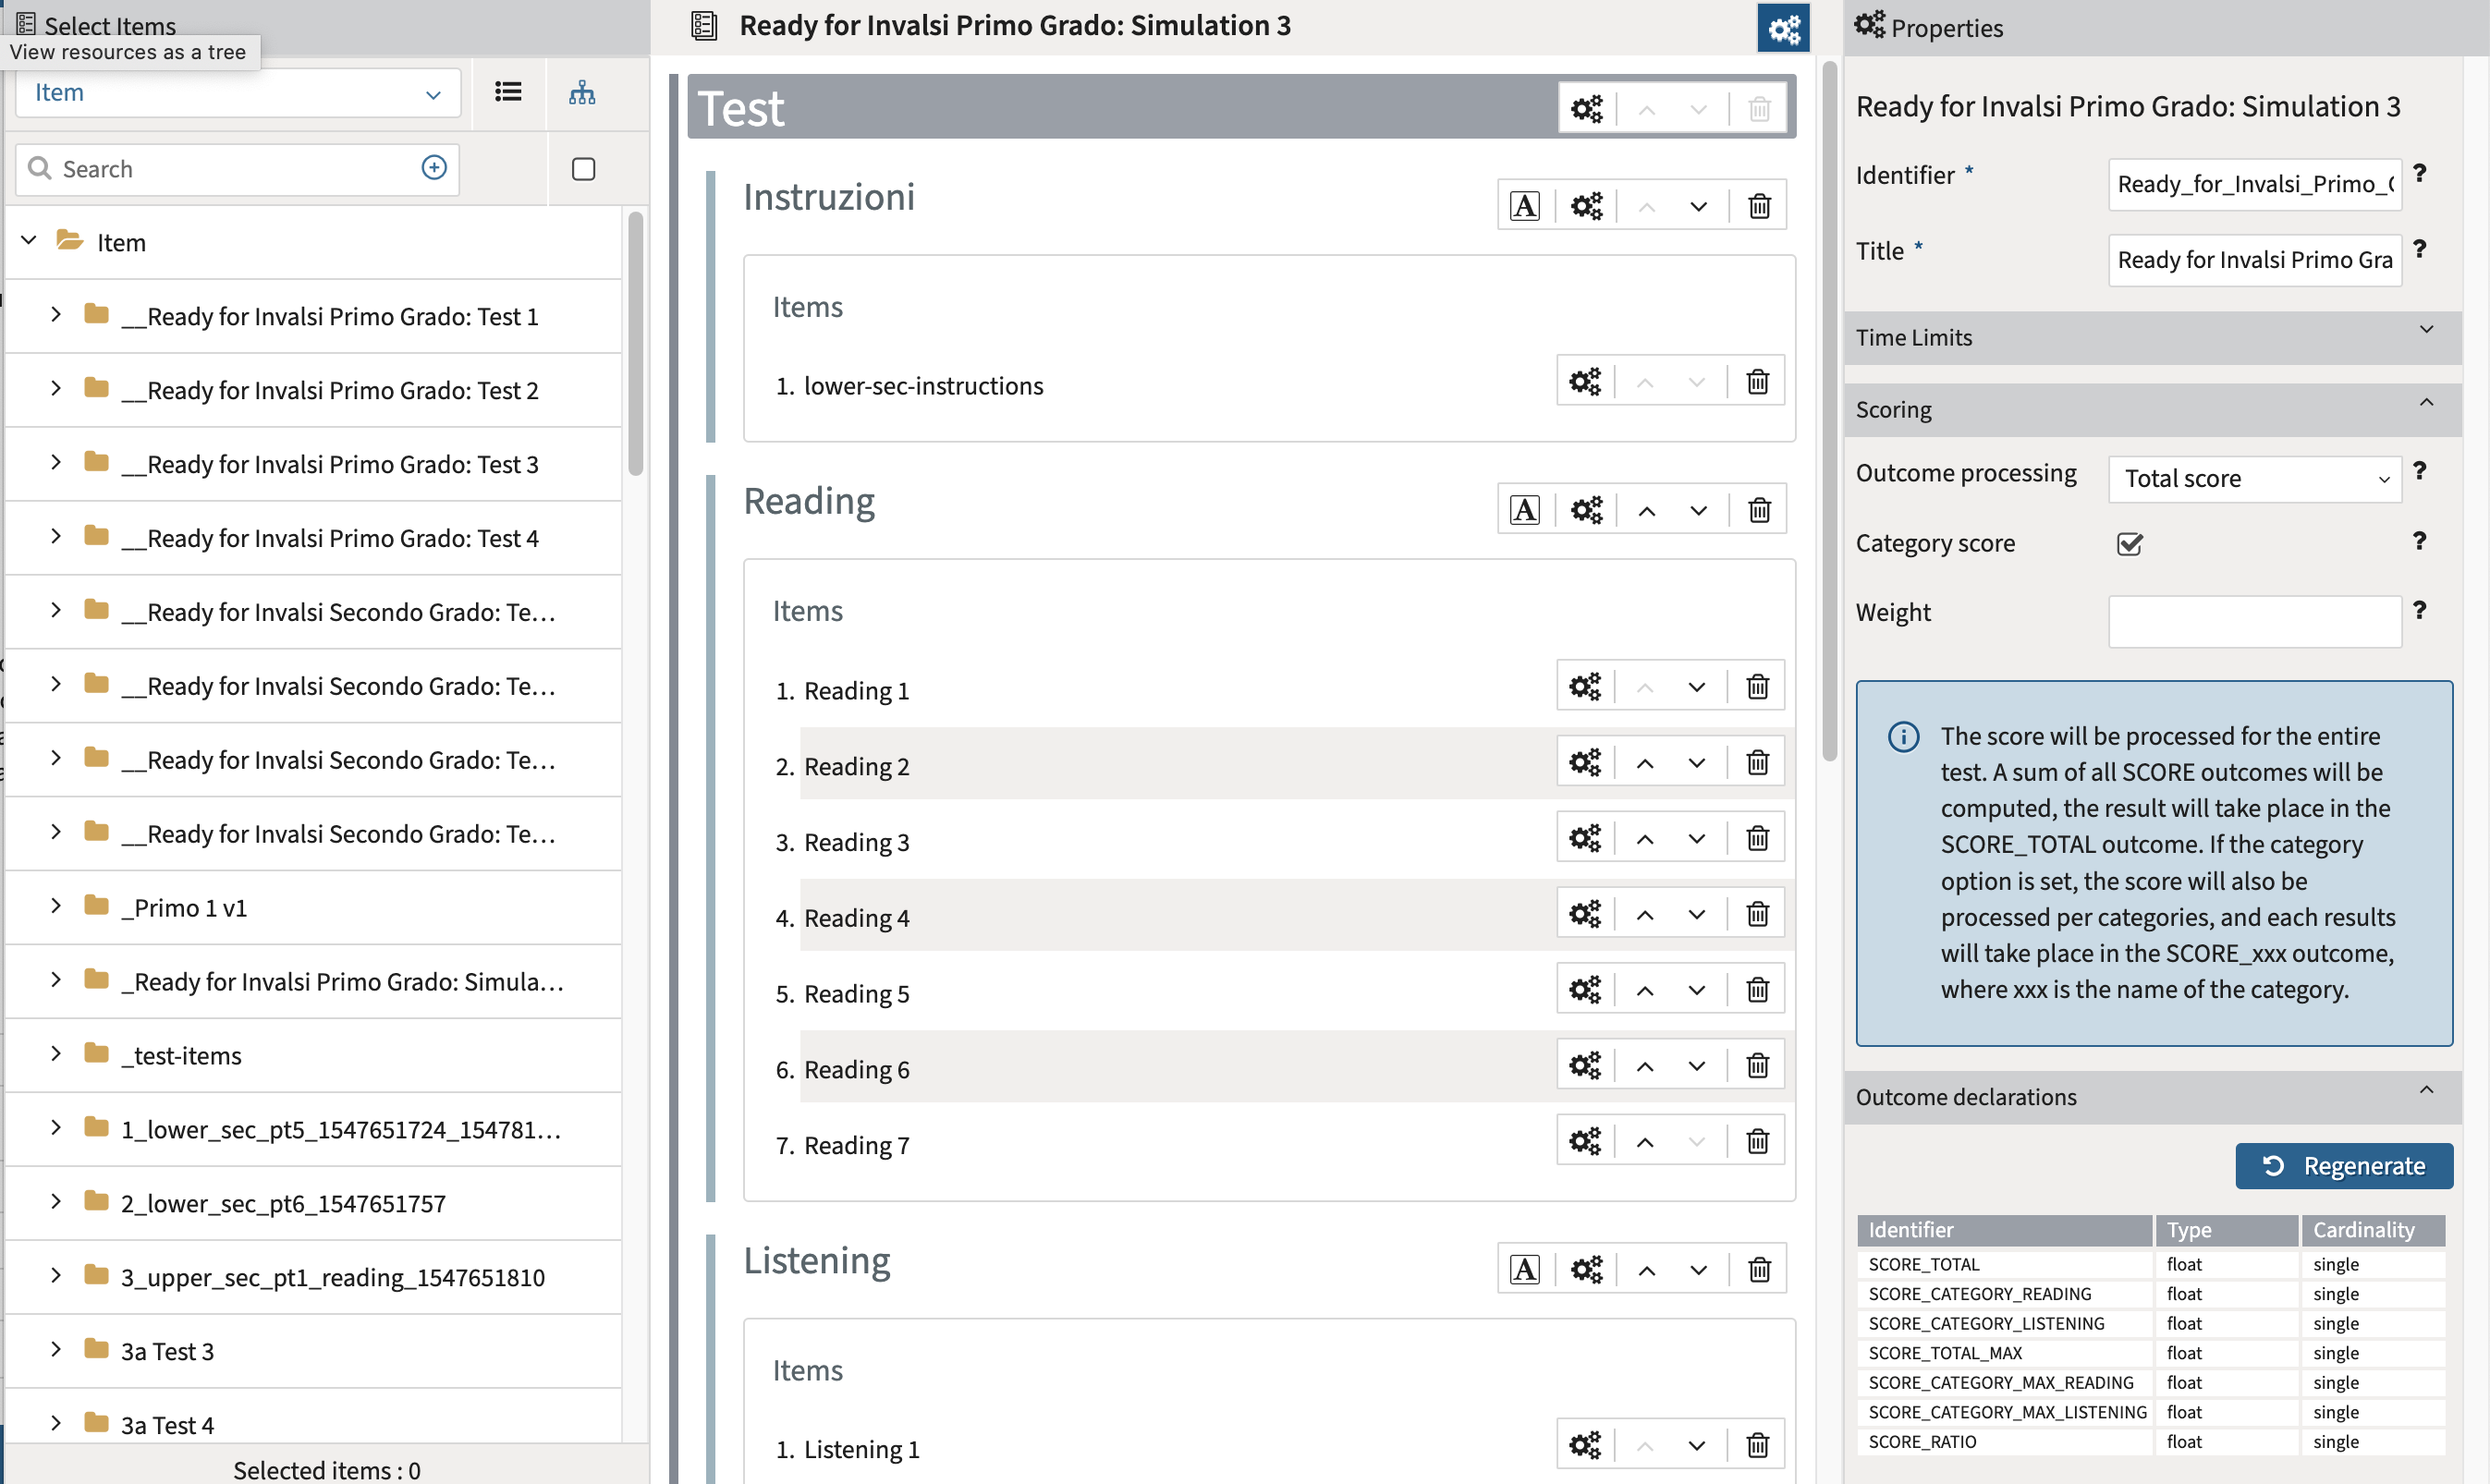 Select Items
View resources as a tree
Item
Search
Item
__Ready for Invalsi Primo Grado: Test 1
__Ready for Invalsi Primo Grado: Test 2
__Ready for Invalsi Primo Grado: Test 3
__Ready for Invalsi Primo Grado: Test 4
__Ready for Invalsi Secondo Grado: Te…
__Ready for Invalsi Secondo Grado: Te…
__Ready for Invalsi Secondo Grado: Te…
__Ready for Invalsi Secondo Grado: Te…
_Primo 1 v1
_Ready for Invalsi Primo Grado: Simula…
_test-items
1_lower_sec_pt5_1547651724_154781…
2_lower_sec_pt6_1547651757
3_upper_sec_pt1_reading_1547651810
3a Test 3
3a Test 4
Selected items : 0
Ready for Invalsi Primo Grado: Simulation 3
Test
Instruzioni
A
Items
1. lower-sec-instructions
Reading
A
Items
1. Reading 1
2. Reading 2
3. Reading 3
4. Reading 4
5. Reading 5
6. Reading 6
7. Reading 7
Listening
A
Items
1. Listening 1
Properties
Ready for Invalsi Primo Grado: Simulation 3
Identifier * Ready_for_Invalsi_Primo_( ?
Title * Ready for Invalsi Primo Gra ?
Time Limits
Scoring
Outcome processing Total score ?
Category score ?
Weight ?
The score will be processed for the entire
test. A sum of all SCORE outcomes will be
computed, the result will take place in the
SCORE_TOTAL outcome. If the category
option is set, the score will also be
processed per categories, and each results
will take place in the SCORE_xxx outcome,
where xxx is the name of the category.
Outcome declarations
Regenerate
Identifier Type Cardinality
SCORE_TOTAL float single
SCORE_CATEGORY_READING float single
SCORE_CATEGORY_LISTENING float single
SCORE_TOTAL_MAX float single
SCORE_CATEGORY_MAX_READING float single
SCORE_CATEGORY_MAX_LISTENING float single
SCORE_RATIO float single